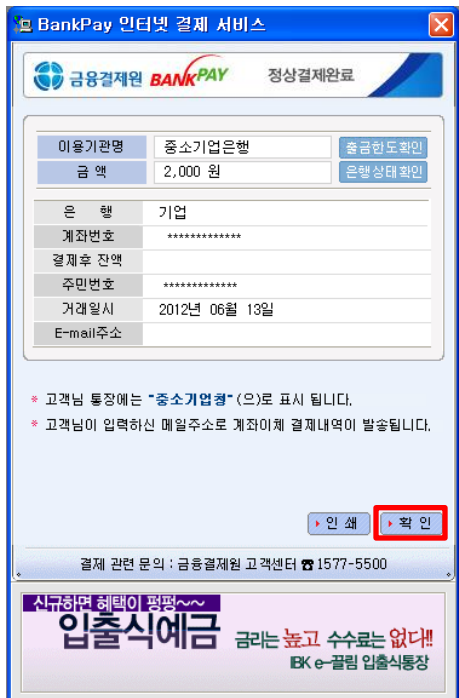 BankPay 인터넷 결제 서비스
금융결제원 BANKPAY 정상결제완료
이용기관명 중소기업은행 출금한도확인
금 액 2,000 원 은행상태확인
은 행 기업
계좌번호 *************
결제후 잔액
주민번호 *************
거래일시 2012년 06월 13일
E-mail주소
* 고객님 통장에는 "중소기업청" (으)로 표시 됩니다.
* 고객님이 입력하신 메일주소로 계좌이체 결제내역이 발송됩니다.
인 쇄 확 인
결제 관련 문의 : 금융결제원 고객센터 ☎ 1577-5500
신규하면 혜택이 펑펑~~
입출식예금 금리는 높고 수수료는 없다!!
IBK e-끌림 입출식통장